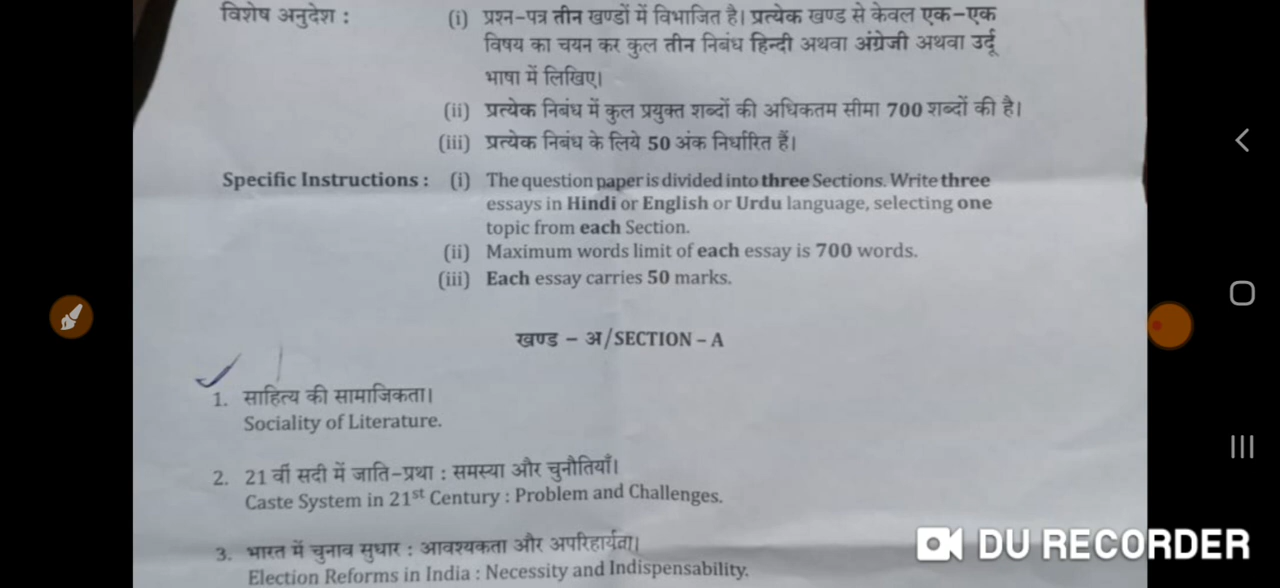 विशेष अनुदेश : (i) प्रश्न-पत्र तीन खण्डों में विभाजित है। प्रत्येक खण्ड से केवल एक-एक
विषय का चयन कर कुल तीन निबंध हिन्दी अथवा अंग्रेजी अथवा उर्दू
भाषा में लिखिए।
(ii) प्रत्येक निबंध में कुल प्रयुक्त शब्दों की अधिकतम सीमा 700 शब्दों की है।
(iii) प्रत्येक निबंध के लिये 50 अंक निर्धारित हैं।
Specific Instructions : (i) The question paper is divided into three Sections. Write three
essays in Hindi or English or Urdu language, selecting one
topic from each Section.
(ii) Maximum words limit of each essay is 700 words.
(iii) Each essay carries 50 marks.
खण्ड – अ/SECTION – A
1. साहित्य की सामाजिकता।
Sociality of Literature.
2. 21 वीं सदी में जाति-प्रथा : समस्या और चुनौतियाँ।
Caste System in 21st Century : Problem and Challenges.
3. भारत में चुनाव सुधार : आवश्यकता और अपरिहार्यता।
Election Reforms in India : Necessity and Indispensability.
DU RECORDER